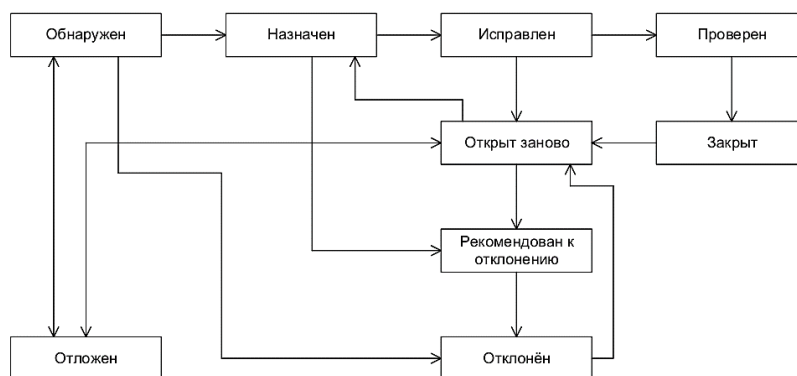 Обнаружен
Назначен
Исправлен
Проверен
Открыт заново
Закрыт
Рекомендован к
отклонению
Отложен
Отклонён